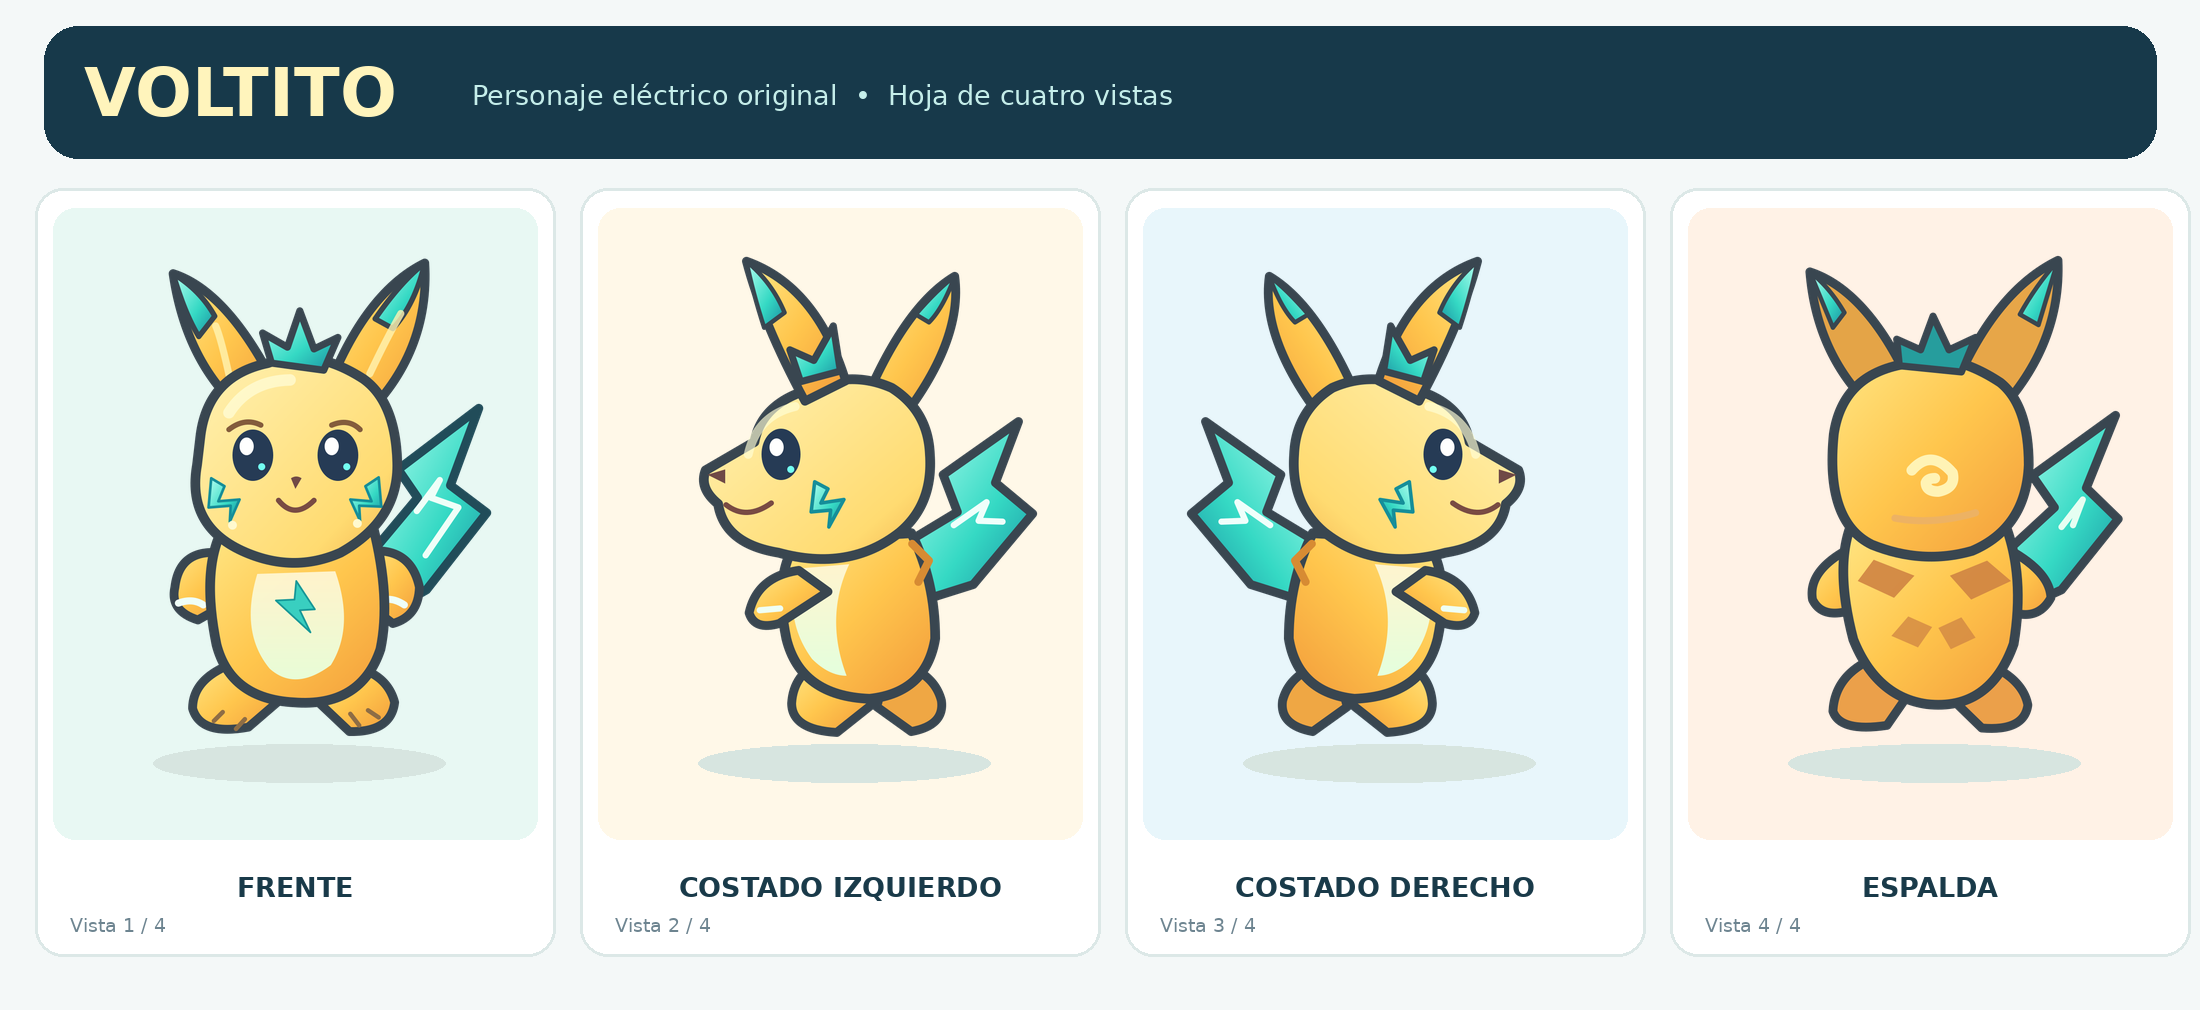 VOLTITO
Personaje eléctrico original • Hoja de cuatro vistas
FRENTE
Vista 1 / 4
COSTADO IZQUIERDO
Vista 2 / 4
COSTADO DERECHO
Vista 3 / 4
ESPALDA
Vista 4 / 4